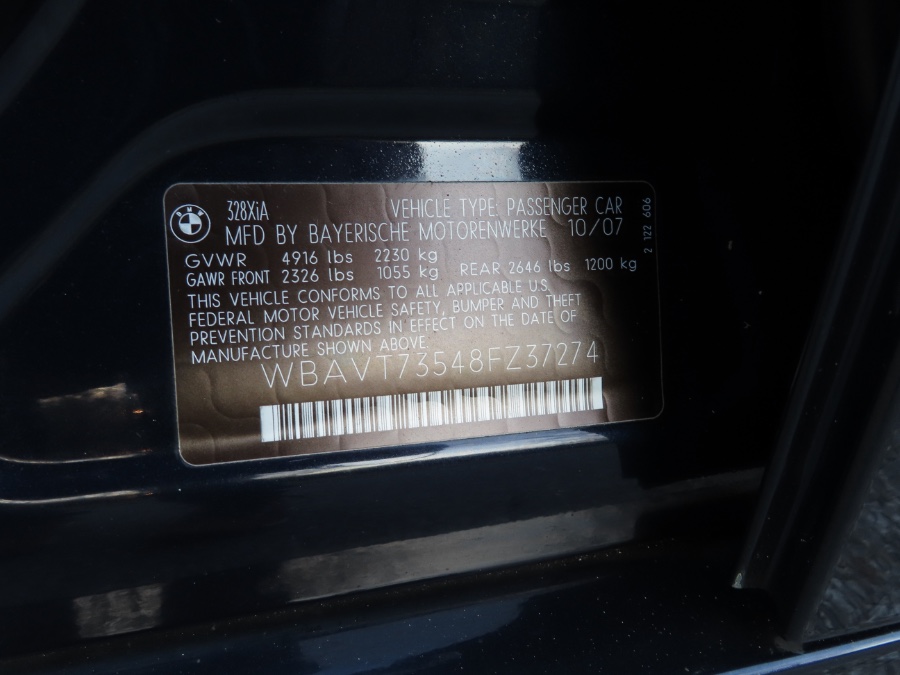 BMW
328XiA VEHICLE TYPE: PASSENGER CAR
MFD BY BAYERISCHE MOTORENWERKE 10/07
GVWR 4916 lbs 2230 kg
GAWR FRONT 2326 lbs 1055 kg REAR 2646 lbs 1200 kg
THIS VEHICLE CONFORMS TO ALL APPLICABLE U.S.
FEDERAL MOTOR VEHICLE SAFETY, BUMPER AND THEFT
PREVENTION STANDARDS IN EFFECT ON THE DATE OF
MANUFACTURE SHOWN ABOVE.
WBAVT73548FZ37274
2 122 606